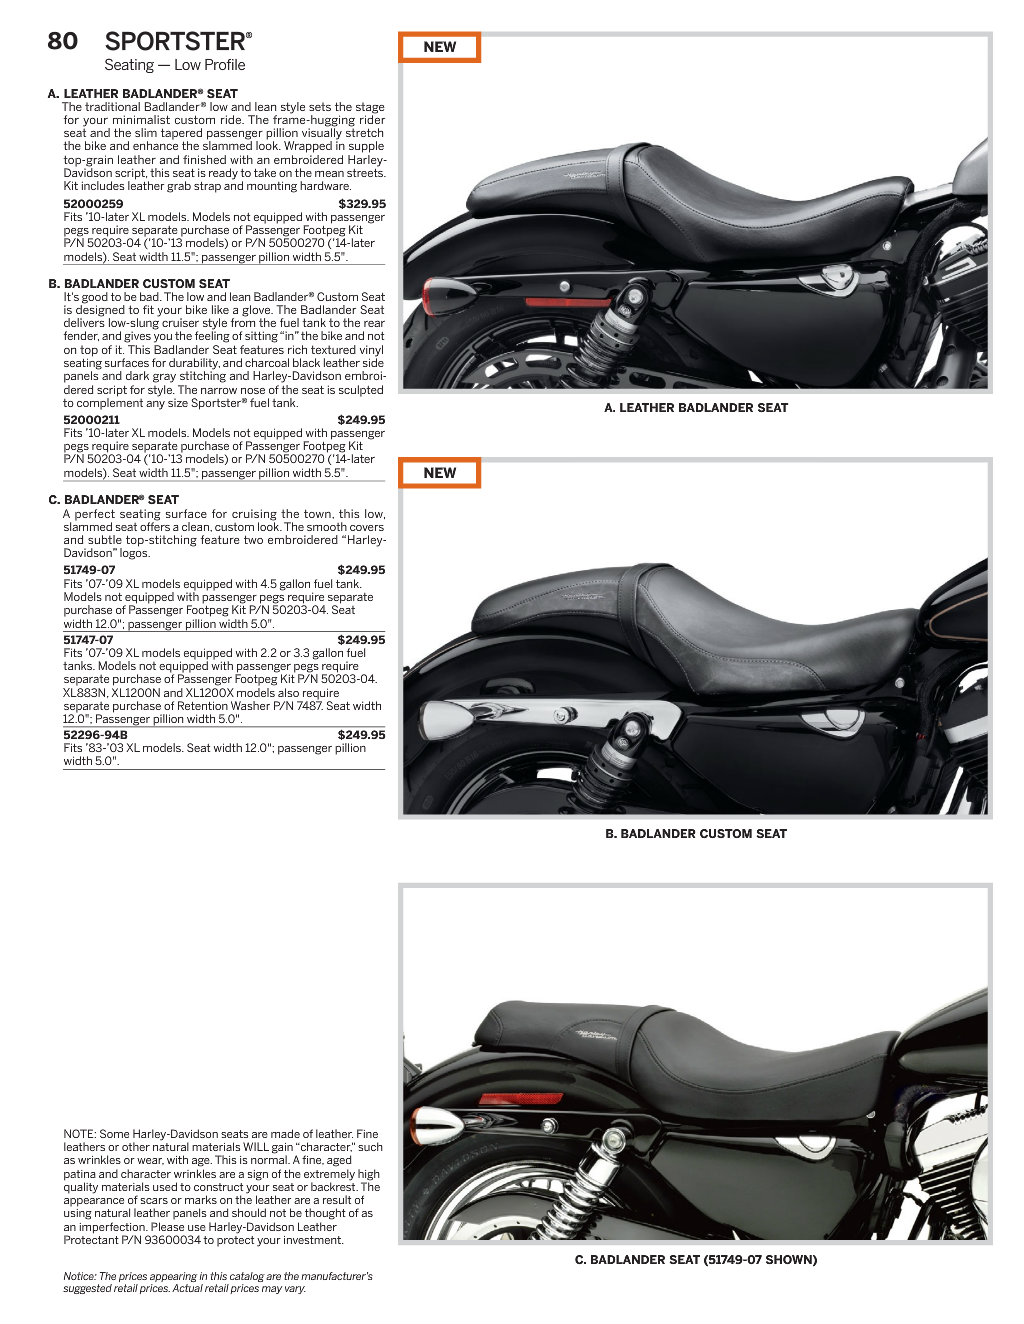 80 SPORTSTER®
Seating — Low Profile
A. LEATHER BADLANDER® SEAT
The traditional Badlander® low and lean style sets the stage
for your minimalist custom ride. The frame-hugging rider
seat and the slim tapered passenger pillion visually stretch
the bike and enhance the slammed look. Wrapped in supple
top-grain leather and finished with an embroidered Harley-
Davidson script, this seat is ready to take on the mean streets.
Kit includes leather grab strap and mounting hardware.
52000259 $329.95
Fits ’10-later XL models. Models not equipped with passenger
pegs require separate purchase of Passenger Footpeg Kit
P/N 50203-04 (’10-’13 models) or P/N 50500270 (’14-later
models). Seat width 11.5"; passenger pillion width 5.5".
B. BADLANDER CUSTOM SEAT
It's good to be bad. The low and lean Badlander® Custom Seat
is designed to fit your bike like a glove. The Badlander Seat
delivers low-slung cruiser style from the fuel tank to the rear
fender, and gives you the feeling of sitting “in” the bike and not
on top of it. This Badlander Seat features rich textured vinyl
seating surfaces for durability, and charcoal black leather side
panels and dark gray stitching and Harley-Davidson embroi-
dered script for style. The narrow nose of the seat is sculpted
to complement any size Sportster® fuel tank.
52000211 $249.95
Fits ’10-later XL models. Models not equipped with passenger
pegs require separate purchase of Passenger Footpeg Kit
P/N 50203-04 (’10-’13 models) or P/N 50500270 (’14-later
models). Seat width 11.5"; passenger pillion width 5.5".
C. BADLANDER® SEAT
A perfect seating surface for cruising the town, this low,
slammed seat offers a clean, custom look. The smooth covers
and subtle top-stitching feature two embroidered “Harley-
Davidson” logos.
51749-07 $249.95
Fits ’07-’09 XL models equipped with 4.5 gallon fuel tank.
Models not equipped with passenger pegs require separate
purchase of Passenger Footpeg Kit P/N 50203-04. Seat
width 12.0"; passenger pillion width 5.0".
51747-07 $249.95
Fits ’07-’09 XL models equipped with 2.2 or 3.3 gallon fuel
tanks. Models not equipped with passenger pegs require
separate purchase of Passenger Footpeg Kit P/N 50203-04.
XL883N, XL1200N and XL1200X models also require
separate purchase of Retention Washer P/N 7487. Seat width
12.0"; Passenger pillion width 5.0".
52296-94B $249.95
Fits ’83-’03 XL models. Seat width 12.0"; passenger pillion
width 5.0".
NOTE: Some Harley-Davidson seats are made of leather. Fine
leathers or other natural materials WILL gain “character,” such
as wrinkles or wear, with age. This is normal. A fine, aged
patina and character wrinkles are a sign of the extremely high
quality materials used to construct your seat or backrest. The
appearance of scars or marks on the leather are a result of
using natural leather panels and should not be thought of as
an imperfection. Please use Harley-Davidson Leather
Protectant P/N 93600034 to protect your investment.
Notice: The prices appearing in this catalog are the manufacturer's
suggested retail prices. Actual retail prices may vary.
NEW
A. LEATHER BADLANDER SEAT
NEW
B. BADLANDER CUSTOM SEAT
C. BADLANDER SEAT (51749-07 SHOWN)